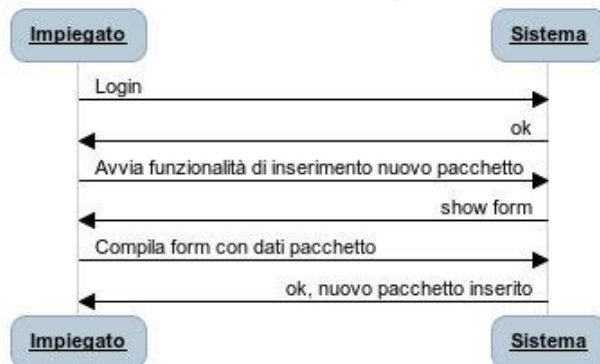 Impiegato
Sistema
Login
ok
Avvia funzionalità di inserimento nuovo pacchetto
show form
Compila form con dati pacchetto
ok, nuovo pacchetto inserito
Impiegato
Sistema